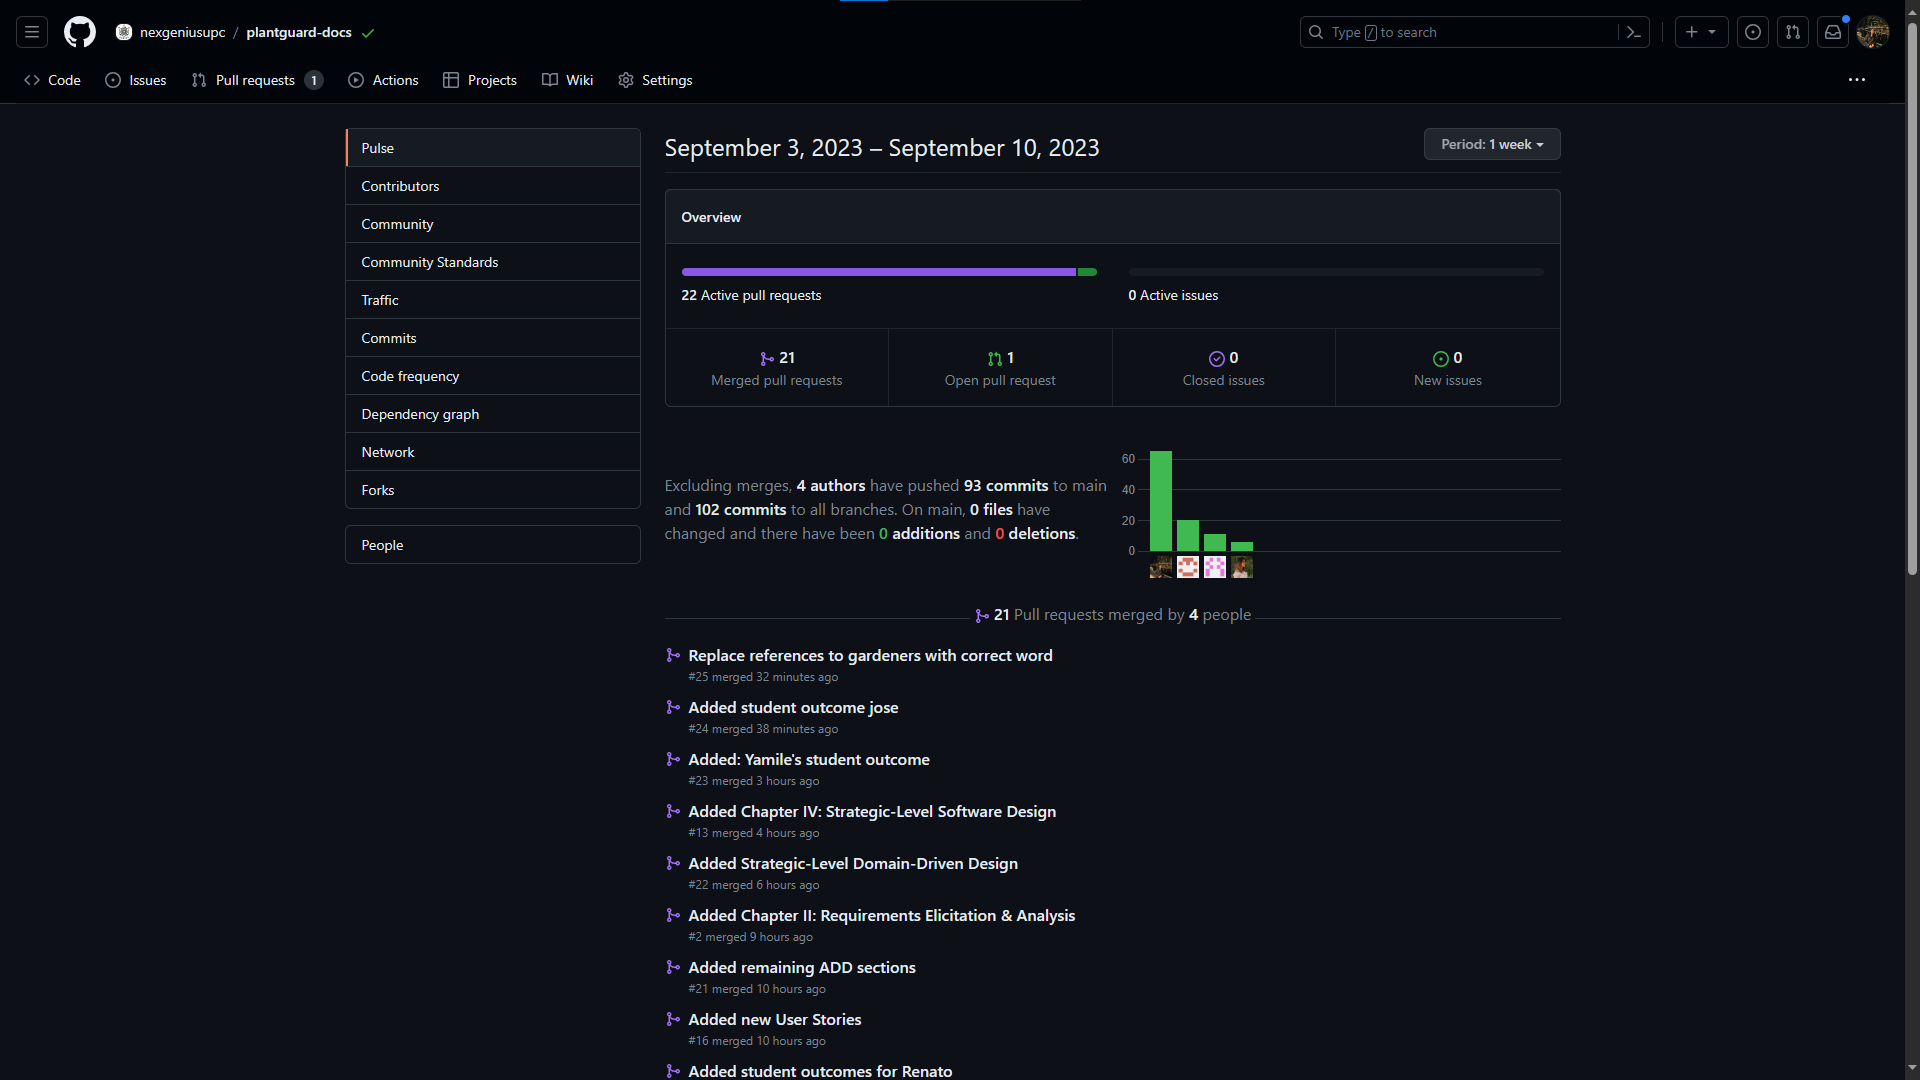 nexgeniusupc / plantguard-docs
Type / to search
Code
Issues
Pull requests 1
Actions
Projects
Wiki
Settings
Pulse
Contributors
Community
Community Standards
Traffic
Commits
Code frequency
Dependency graph
Network
Forks
People
September 3, 2023 – September 10, 2023
Period: 1 week
Overview
22 Active pull requests
0 Active issues
21
Merged pull requests
1
Open pull request
0
Closed issues
0
New issues
Excluding merges, 4 authors have pushed 93 commits to main
and 102 commits to all branches. On main, 0 files have
changed and there have been 0 additions and 0 deletions.
60
40
20
0
21 Pull requests merged by 4 people
Replace references to gardeners with correct word
#25 merged 32 minutes ago
Added student outcome jose
#24 merged 38 minutes ago
Added: Yamile's student outcome
#23 merged 3 hours ago
Added Chapter IV: Strategic-Level Software Design
#13 merged 4 hours ago
Added Strategic-Level Domain-Driven Design
#22 merged 6 hours ago
Added Chapter II: Requirements Elicitation & Analysis
#2 merged 9 hours ago
Added remaining ADD sections
#21 merged 10 hours ago
Added new User Stories
#16 merged 10 hours ago
Added student outcomes for Renato